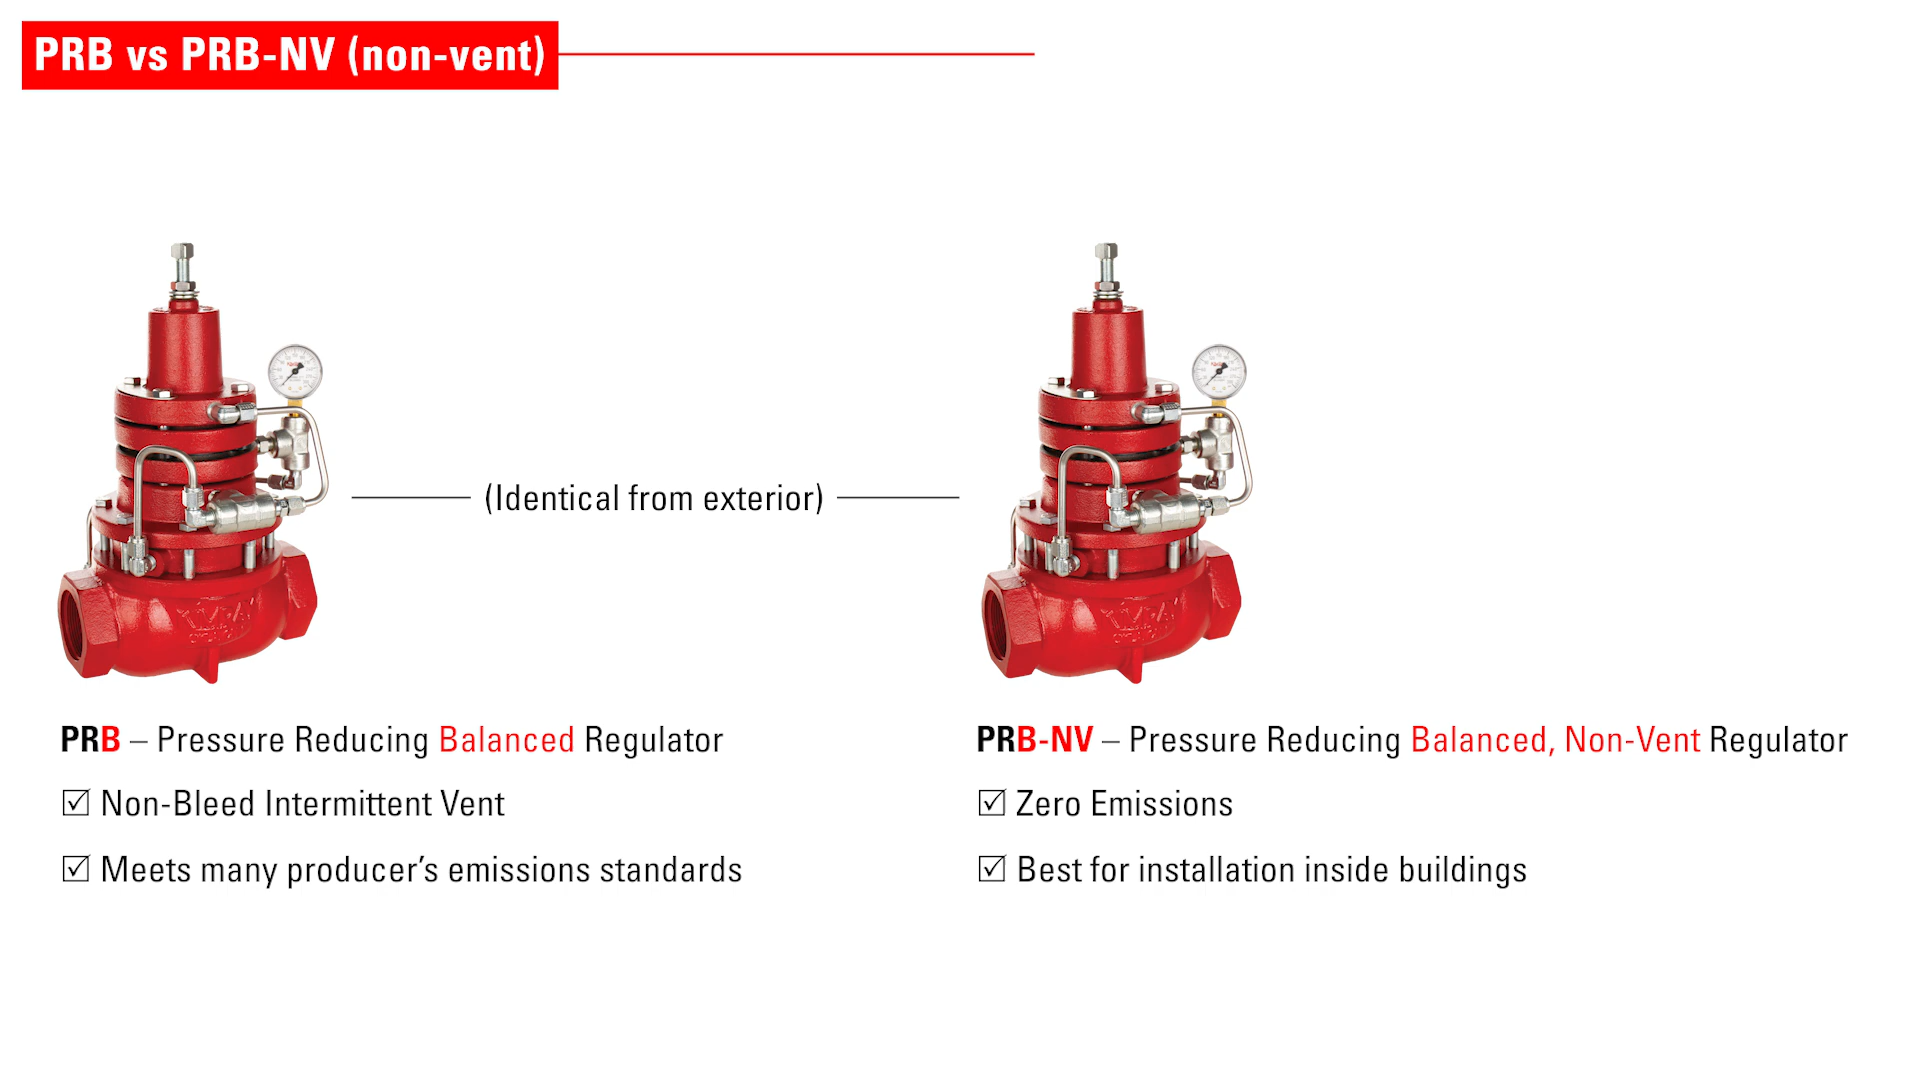 PRB vs PRB-NV (non-vent)
(Identical from exterior)
PRB – Pressure Reducing Balanced Regulator
☑ Non-Bleed Intermittent Vent
☑ Meets many producer’s emissions standards
PRB-NV – Pressure Reducing Balanced, Non-Vent Regulator
☑ Zero Emissions
☑ Best for installation inside buildings